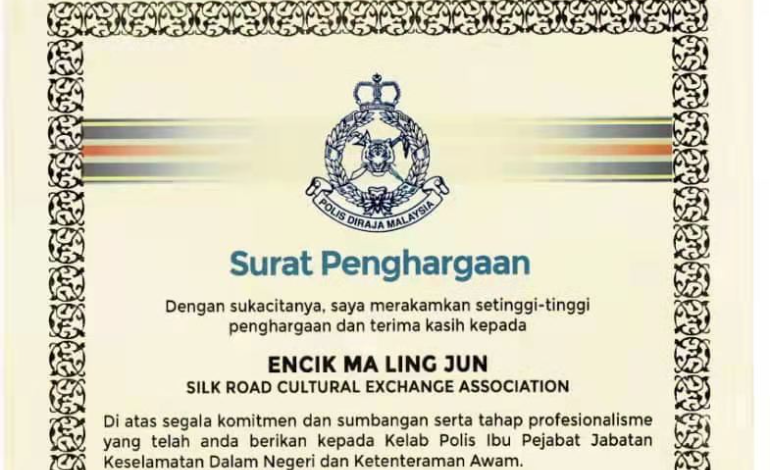 POLIS DIRAJA MALAYSIA
Surat Penghargaan
Dengan sukacitanya, saya merakamkan setinggi-tinggi
penghargaan dan terima kasih kepada
ENCIK MA LING JUN
SILK ROAD CULTURAL EXCHANGE ASSOCIATION
Di atas segala komitmen dan sumbangan serta tahap profesionalisme
yang telah anda berikan kepada Kelab Polis Ibu Pejabat Jabatan
Keselamatan Dalam Negeri dan Ketenteraman Awam.